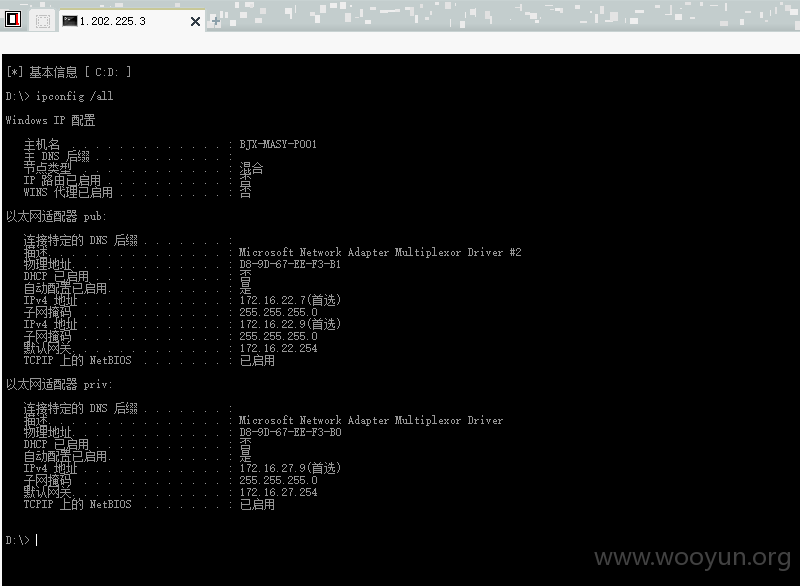 1.202.225.3
[*] 基本信息 [ C:D: ]
D:\> ipconfig /all
Windows IP 配置
主机名 . . . . . . . . . . . . . : BJX-MASY-P001
主 DNS 后缀 . . . . . . . . . . . :
节点类型 . . . . . . . . . . . . : 混合
IP 路由已启用 . . . . . . . . . . : 否
WINS 代理已启用 . . . . . . . . . : 否
以太网适配器 pub:
连接特定的 DNS 后缀 . . . . . . . :
描述. . . . . . . . . . . . . . . : Microsoft Network Adapter Multiplexor Driver #2
物理地址. . . . . . . . . . . . . : D8-9D-67-EE-F3-B1
DHCP 已启用 . . . . . . . . . . . : 否
自动配置已启用. . . . . . . . . . : 是
IPv4 地址 . . . . . . . . . . . . : 172.16.22.7(首选)
子网掩码 . . . . . . . . . . . . : 255.255.255.0
IPv4 地址 . . . . . . . . . . . . : 172.16.22.9(首选)
子网掩码 . . . . . . . . . . . . : 255.255.255.0
默认网关. . . . . . . . . . . . . : 172.16.22.254
TCPIP 上的 NetBIOS . . . . . . . : 已启用
以太网适配器 priv:
连接特定的 DNS 后缀 . . . . . . . :
描述. . . . . . . . . . . . . . . : Microsoft Network Adapter Multiplexor Driver
物理地址. . . . . . . . . . . . . : D8-9D-67-EE-F3-B0
DHCP 已启用 . . . . . . . . . . . : 否
自动配置已启用. . . . . . . . . . : 是
IPv4 地址 . . . . . . . . . . . . : 172.16.27.9(首选)
子网掩码 . . . . . . . . . . . . : 255.255.255.0
默认网关. . . . . . . . . . . . . : 172.16.27.254
TCPIP 上的 NetBIOS . . . . . . . : 已启用
D:\>
www.wooyun.org